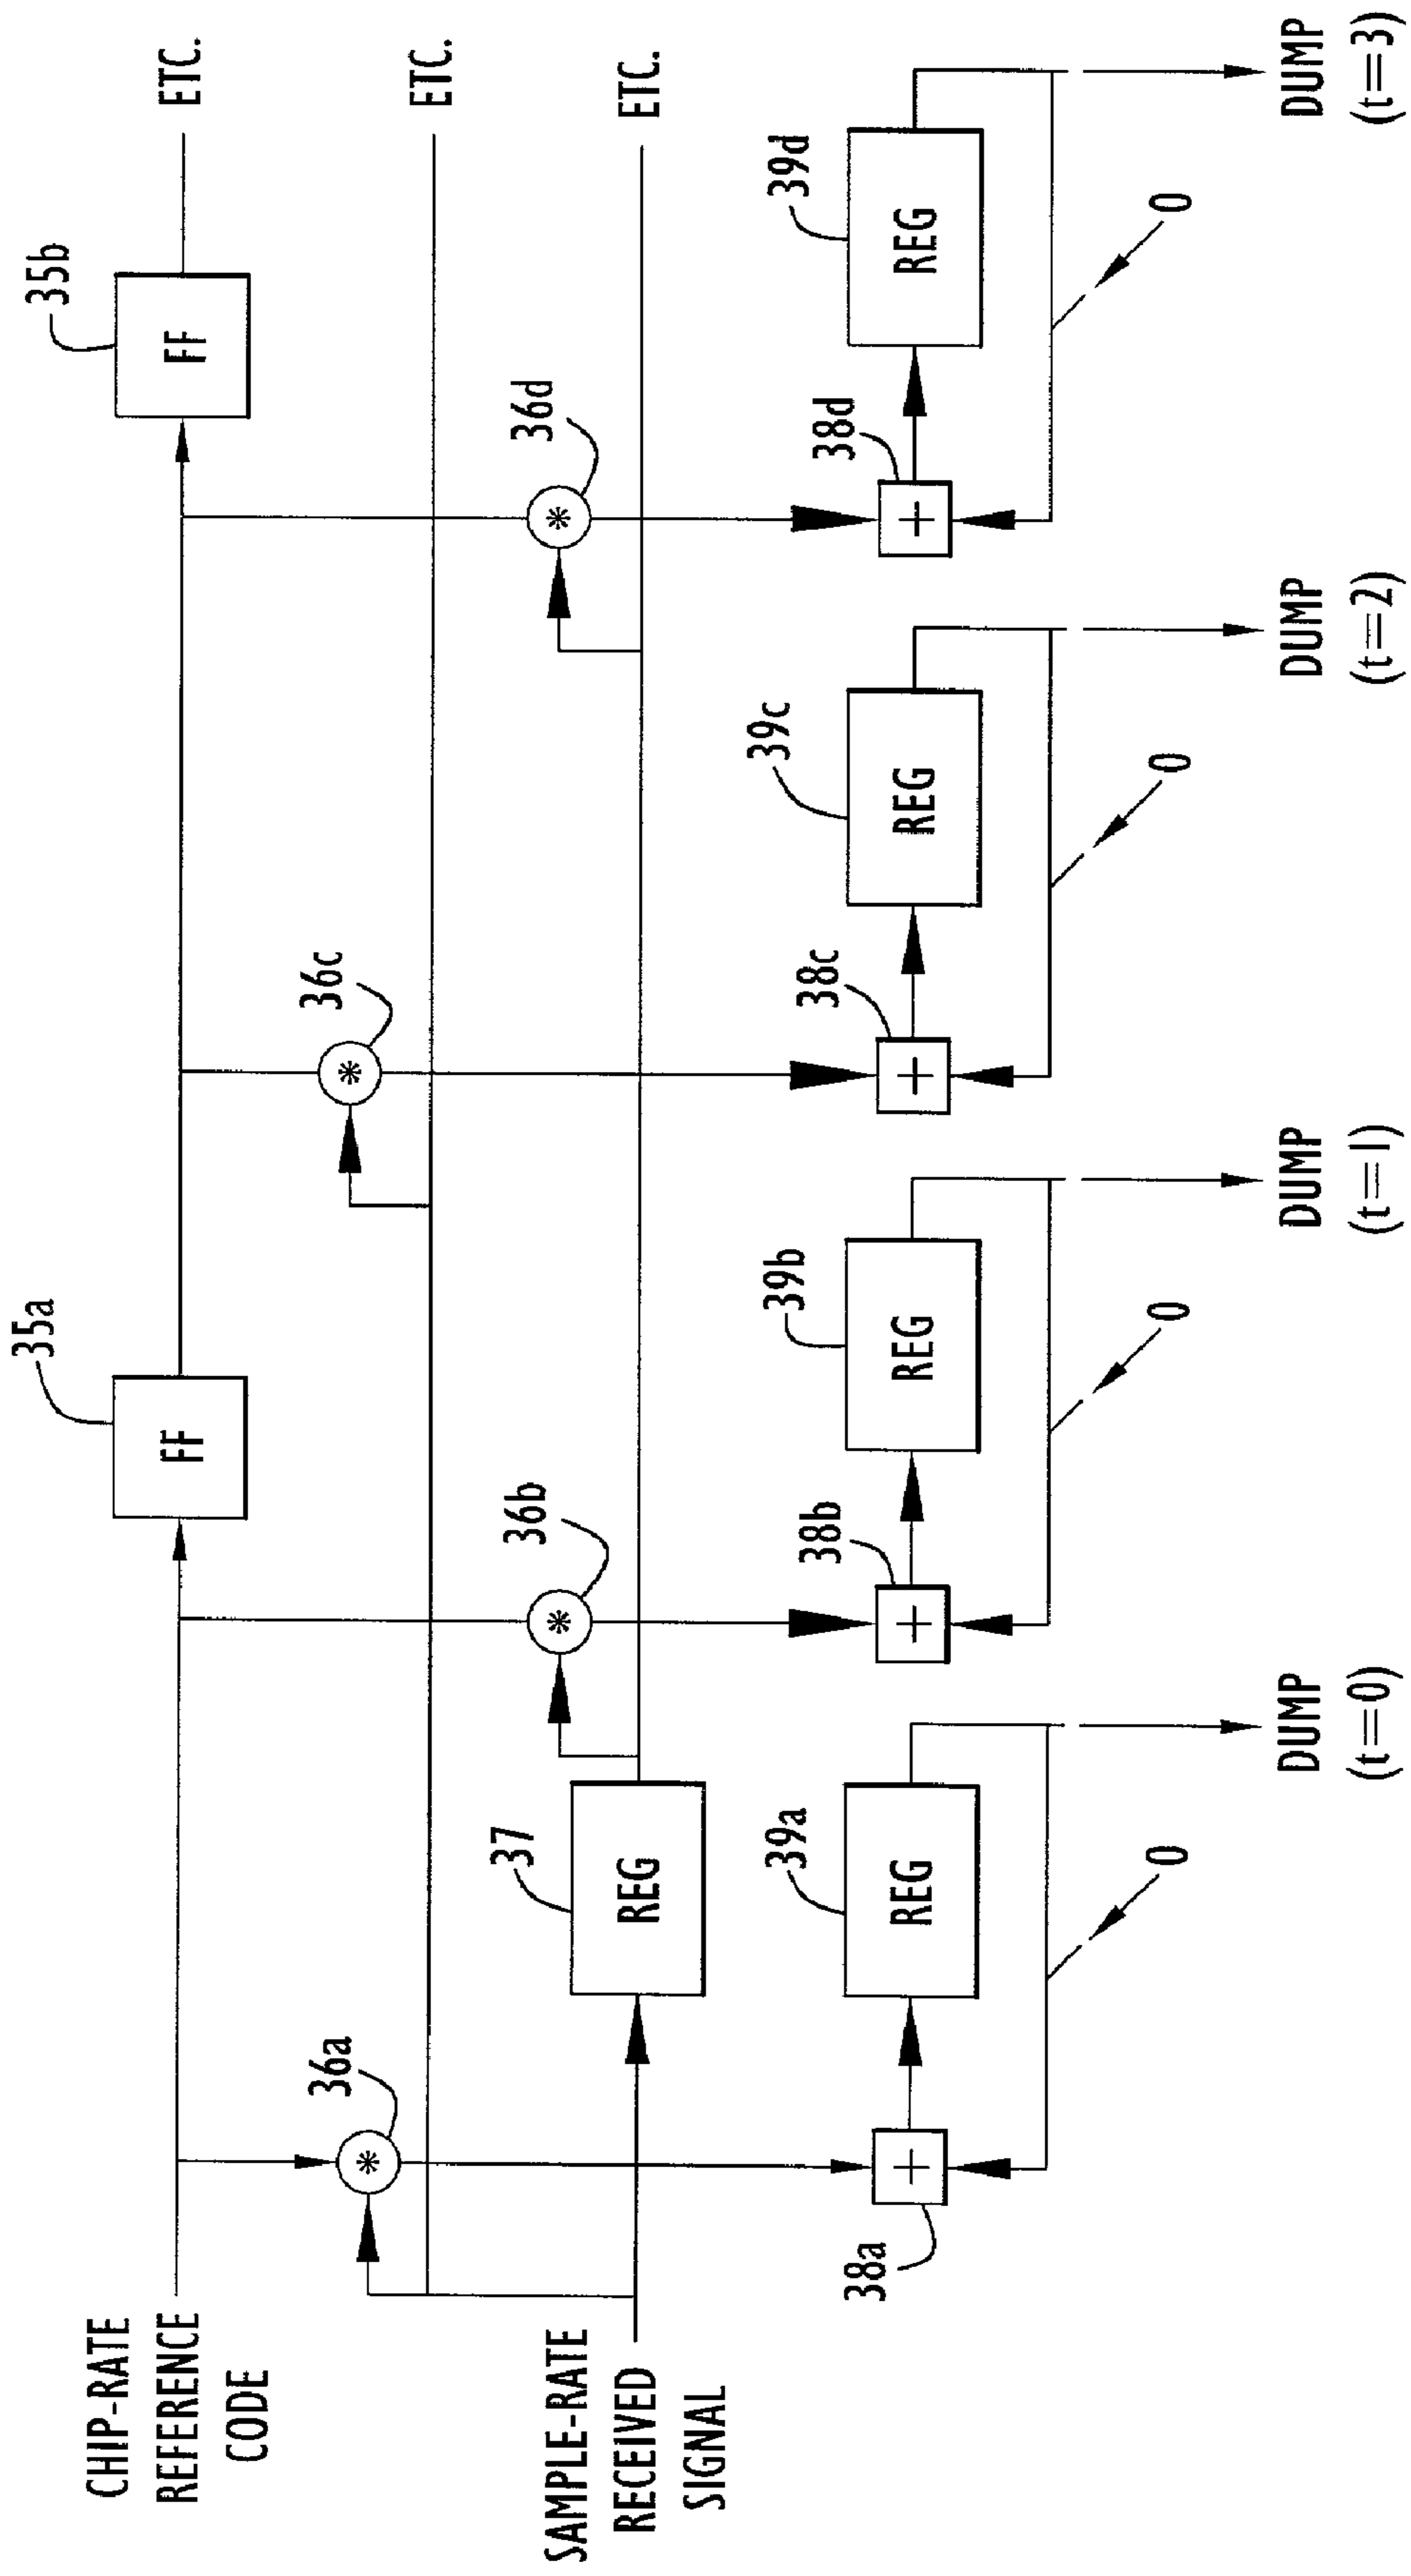 CHIP-RATE
REFERENCE
CODE
35a
FF
35b
FF
ETC.
36a
*
36c
*
ETC.
SAMPLE-RATE
RECEIVED
SIGNAL
37
REG
36b
*
36d
*
ETC.
38a
+
39a
REG
38b
+
39b
REG
38c
+
39c
REG
38d
+
39d
REG
0
0
0
0
DUMP
(t=0)
DUMP
(t=1)
DUMP
(t=2)
DUMP
(t=3)